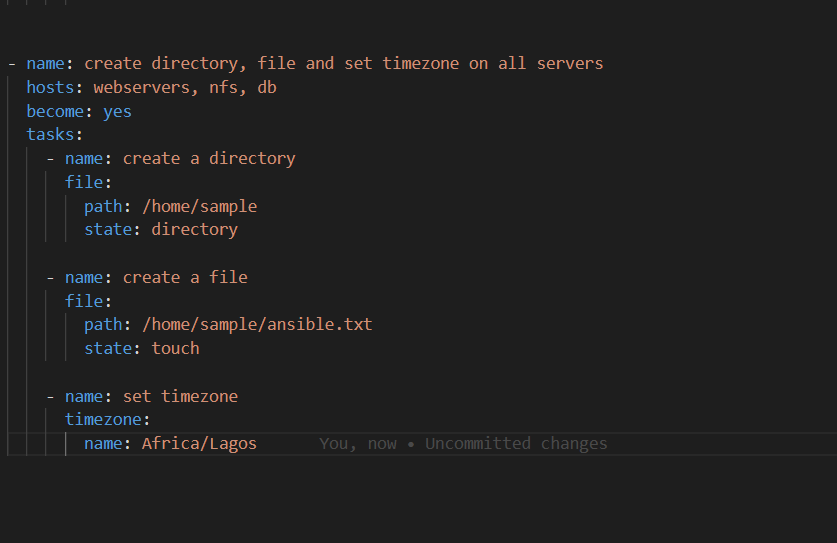 - name: create directory, file and set timezone on all servers
hosts: webservers, nfs, db
become: yes
tasks:
- name: create a directory
file:
path: /home/sample
state: directory
- name: create a file
file:
path: /home/sample/ansible.txt
state: touch
- name: set timezone
timezone:
name: Africa/Lagos You, now • Uncommitted changes